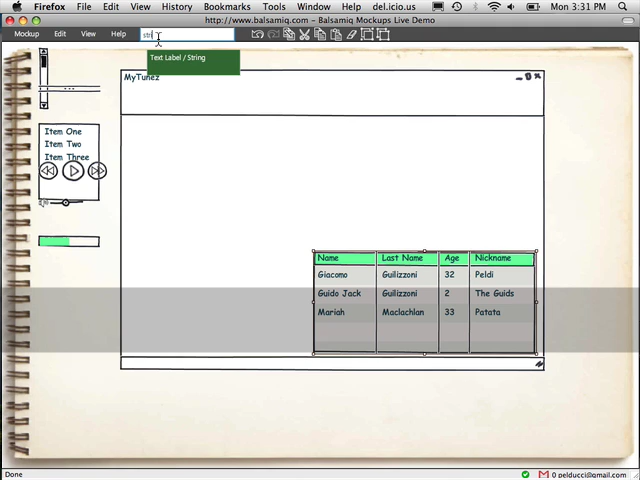 Firefox File Edit View History Bookmarks Tools Window Help del.icio.us Mon 3:31 PM
http://www.balsamiq.com – Balsamiq Mockups Live Demo
Mockup Edit View Help stri
Text Label / String
MyTunez
Item One
Item Two
Item Three
Name Last Name Age Nickname
Giacomo Guilizzoni 32 Peldi
Guido Jack Guilizzoni 2 The Guids
Mariah Maclachlan 33 Patata
Done 0 pelducci@gmail.com